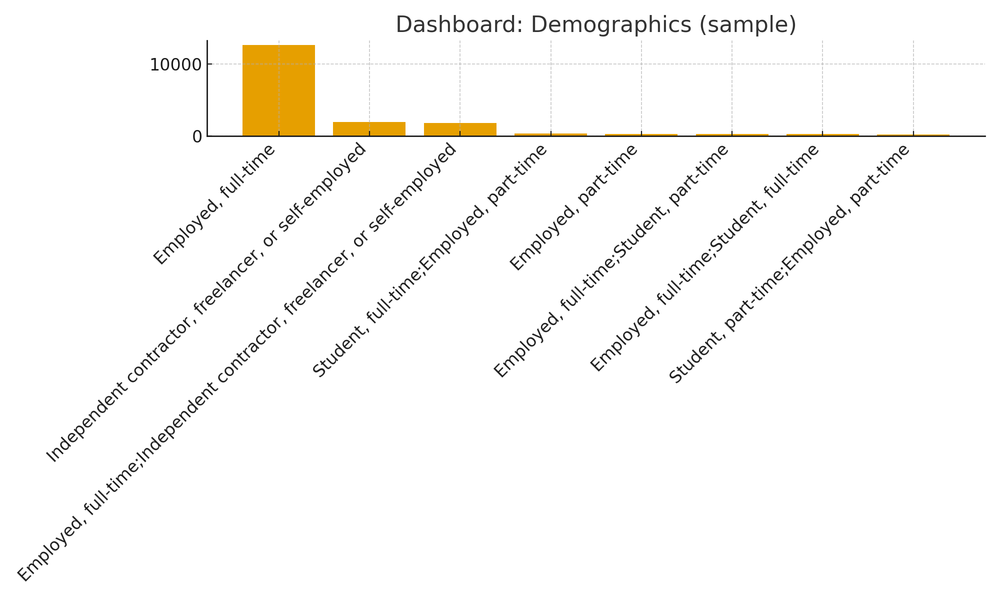 Dashboard: Demographics (sample)
10000
0
Employed, full-time
Independent contractor, freelancer, or self-employed
Employed, full-time;Independent contractor, freelancer, or self-employed
Student, full-time;Employed, part-time
Employed, part-time
Employed, full-time;Student, part-time
Employed, full-time;Student, full-time
Student, part-time;Employed, part-time